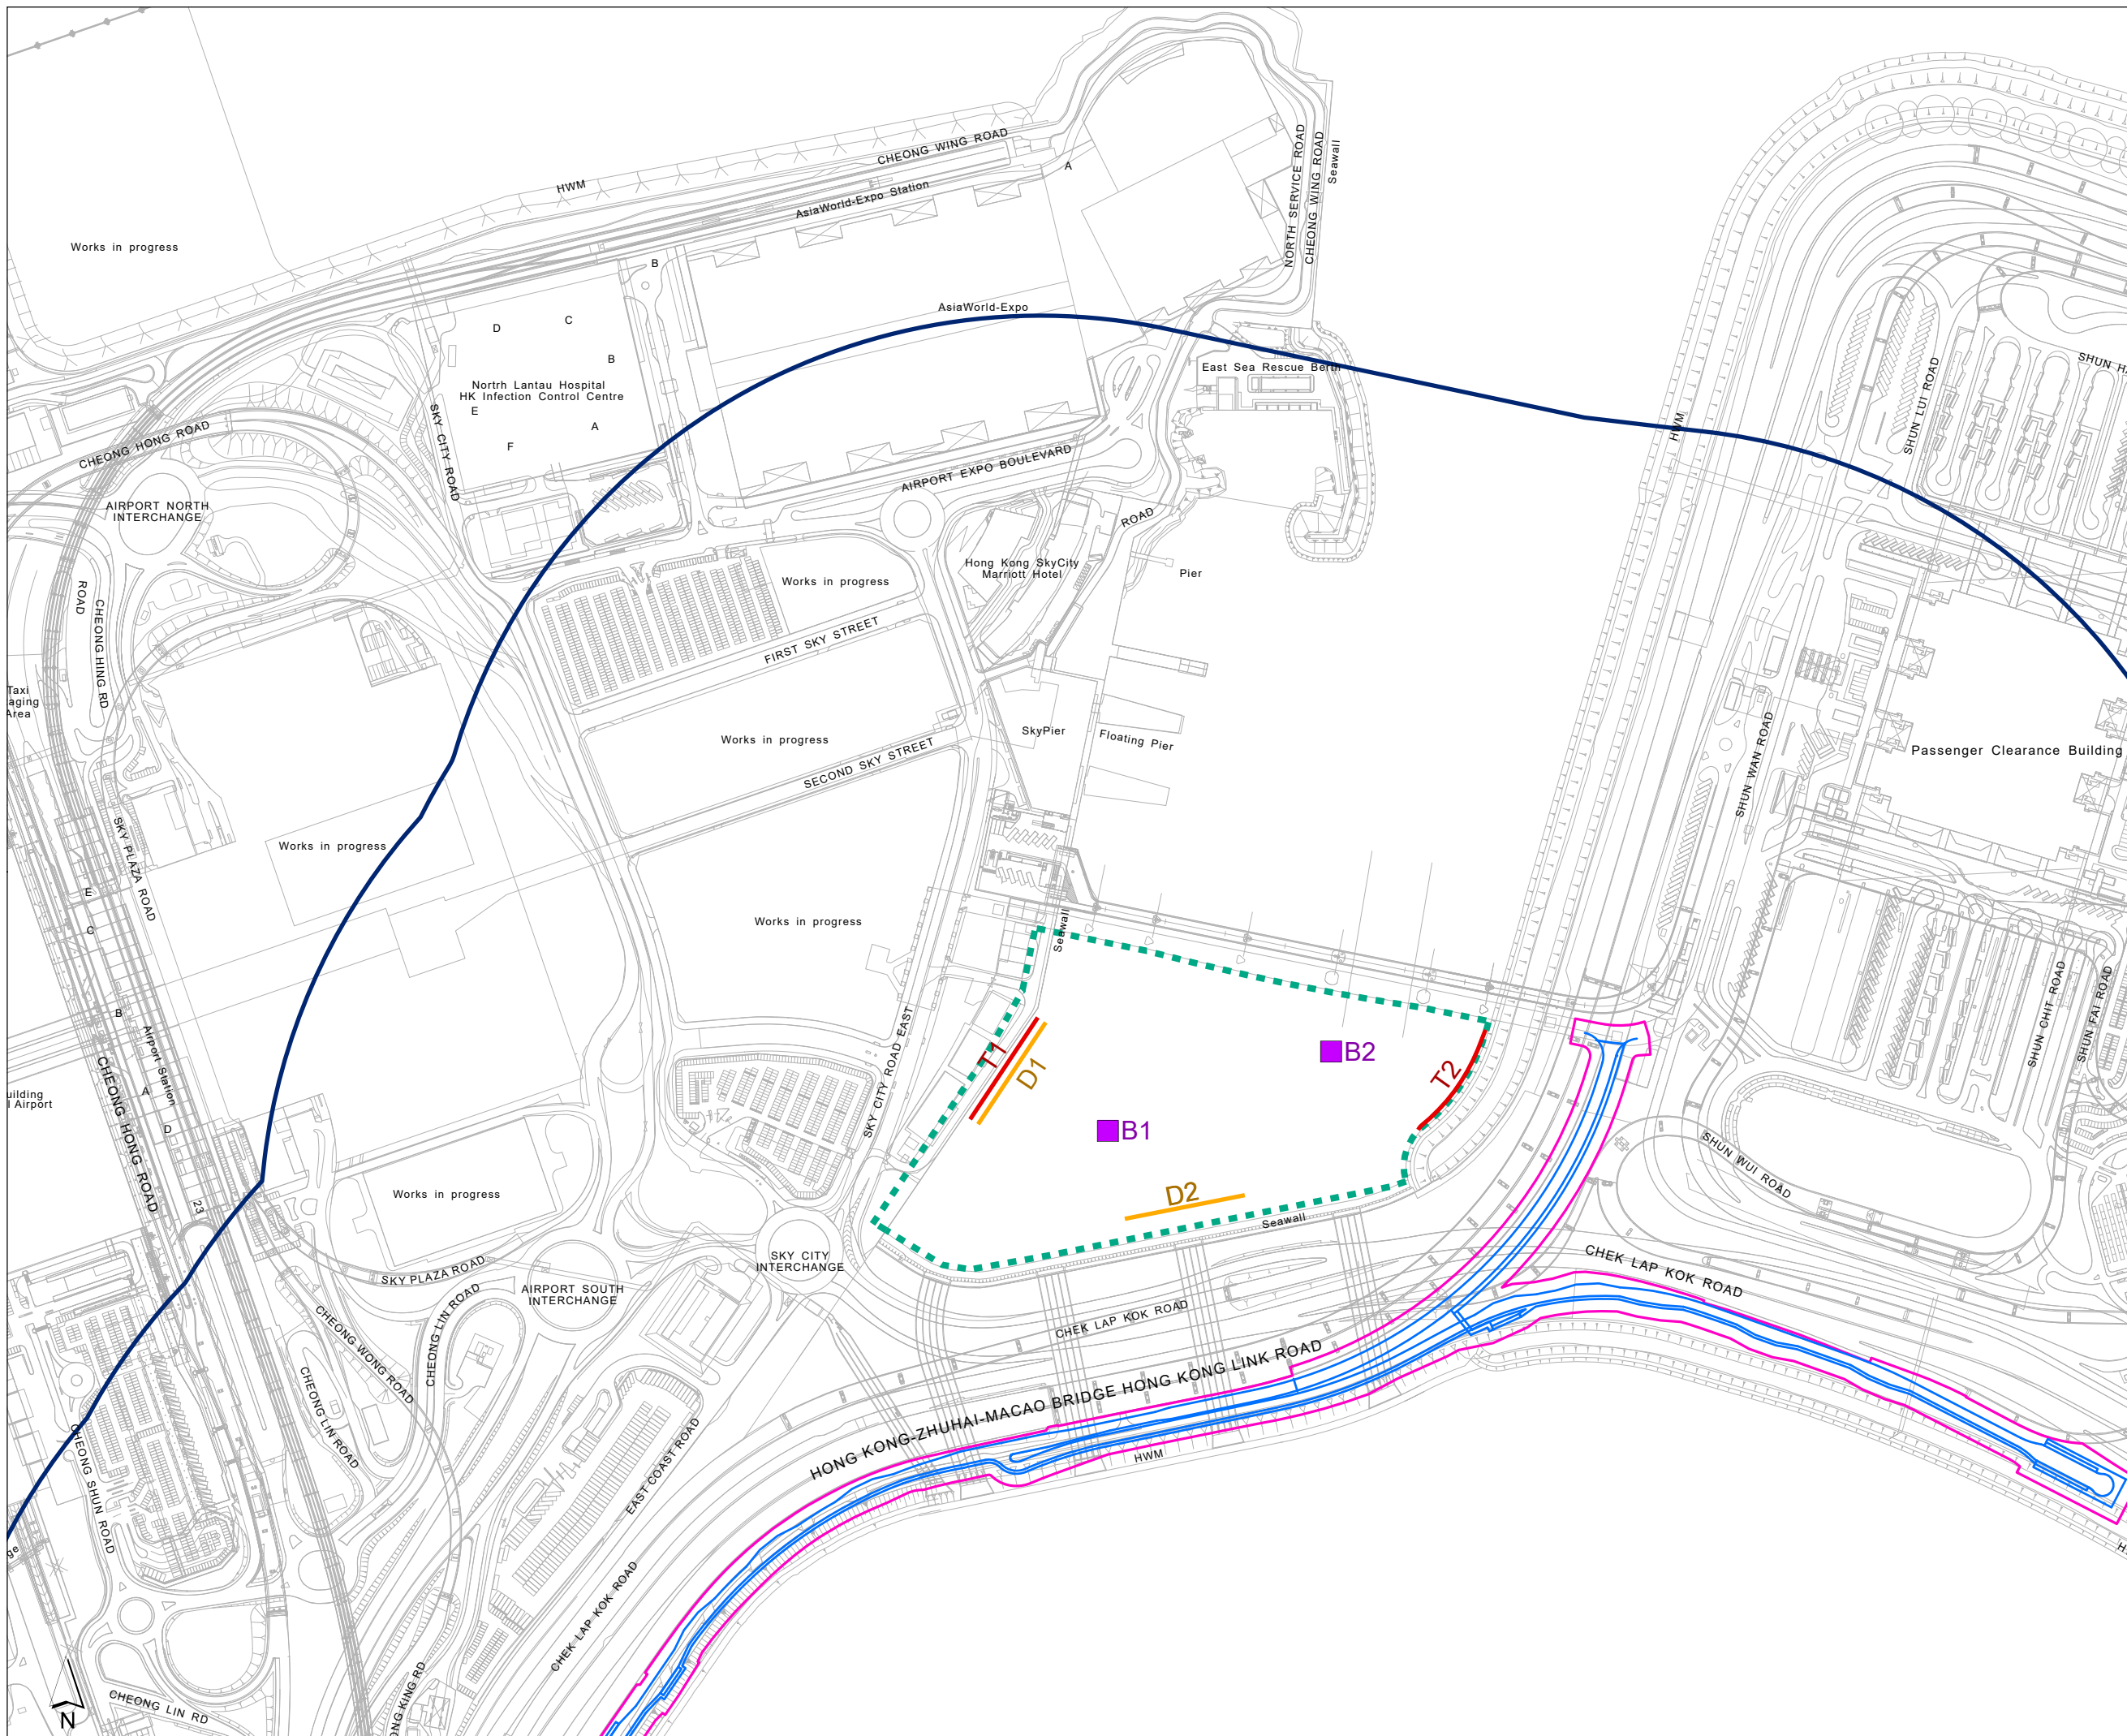 CHEONG WING ROAD
HWM
AsiaWorld-Expo Station
A
NORTH SERVICE ROAD
CHEONG WING ROAD
Seawall
Works in progress
B
AsiaWorld-Expo
D
C
B
Nortrh Lantau Hospital
HK Infection Control Centre
E
A
F
East Sea Rescue Berth
SHUN LUI ROAD
HWM
CHEONG HONG ROAD
SKY CITY ROAD
AIRPORT EXPO BOULEVARD
AIRPORT NORTH
INTERCHANGE
ROAD
Hong Kong SkyCity
Marriott Hotel
Pier
Works in progress
ROAD
CHEONG HING RD
FIRST SKY STREET
Taxi
aging
Area
SkyPier
Floating Pier
Works in progress
SECOND SKY STREET
SHUN WAN ROAD
Passenger Clearance Building
SKY PLAZA ROAD
Works in progress
E
C
Works in progress
Seawall
B
Airport Station
A
D
CHEONG HONG ROAD
uilding
l Airport
SKY CITY ROAD EAST
T1
D1
B2
T2
B1
D2
Seawall
SHUN CHIT ROAD
SHUN FAI ROAD
SHUN WUI ROAD
Works in progress
23
SKY CITY
INTERCHANGE
SKY PLAZA ROAD
AIRPORT SOUTH
INTERCHANGE
CHEK LAP KOK ROAD
CHEK LAP KOK ROAD
CHEONG WONG ROAD
CHEONG LIN ROAD
CHEONG LIN ROAD
HONG KONG-ZHUHAI-MACAO BRIDGE HONG KONG LINK ROAD
HWM
EAST COAST ROAD
CHEONG SHUN ROAD
ge
CHEK LAP KOK ROAD
N
CHEONG LIN RD
ONG KING RD